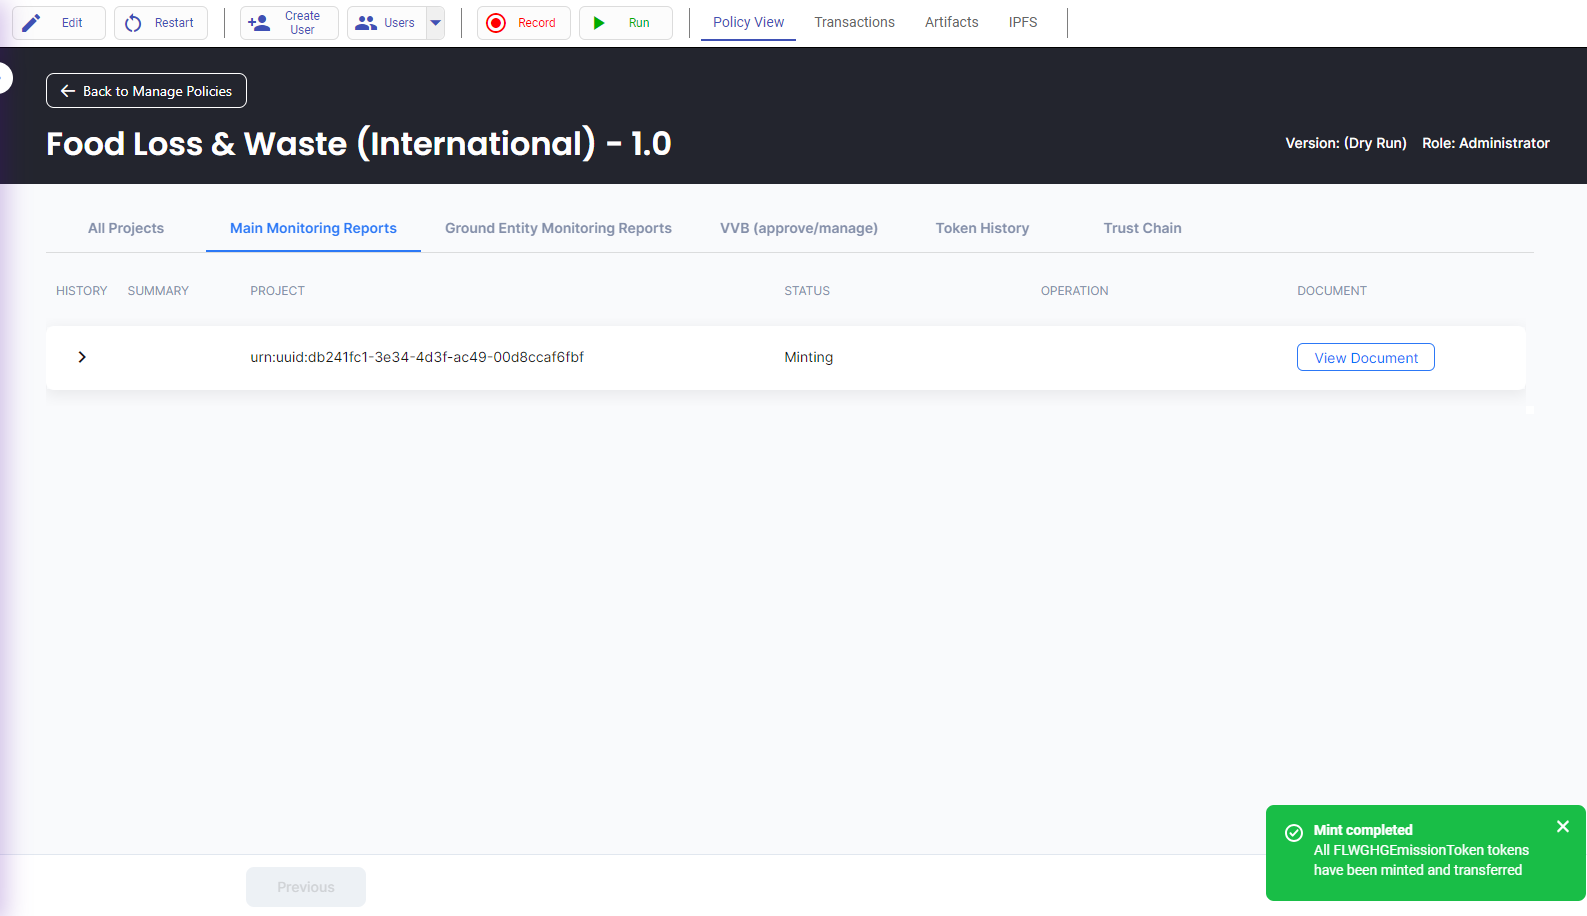 Edit
Restart
Create
User
Users
Record
Run
Policy View
Transactions
Artifacts
IPFS
Back to Manage Policies
Food Loss & Waste (International) - 1.0
Version: (Dry Run) Role: Administrator
All Projects
Main Monitoring Reports
Ground Entity Monitoring Reports
VVB (approve/manage)
Token History
Trust Chain
HISTORY SUMMARY PROJECT STATUS OPERATION DOCUMENT
urn:uuid:db241fc1-3e34-4d3f-ac49-00d8ccaf6fbf Minting View Document
Mint completed
All FLWGHGEmissionToken tokens
have been minted and transferred
Previous